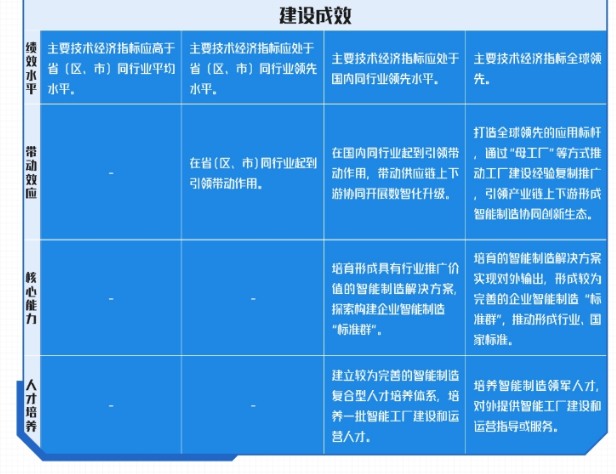 建设成效
绩效水平
主要技术经济指标应高于
省（区、市）同行业平均
水平。
主要技术经济指标应处于
省（区、市）同行业领先
水平。
主要技术经济指标应处于
国内同行业领先水平。
主要技术经济指标全球领
先。
带动效应
-
在省（区、市）同行业起到
引领带动作用。
在国内同行业起到引领带
动作用，带动供应链上下
游协同开展数智化升级。
打造全球领先的应用标杆
，通过“母工厂”等方式推
动工厂建设经验复制推广
，引领产业链上下游形成
智能制造协同创新生态。
核心能力
-
-
培育形成具有行业推广价
值的智能制造解决方案，
探索构建企业智能制造
“标准群”。
培育的智能制造解决方案
实现对外输出，形成较为
完善的企业智能制造“标
准群”，推动形成行业、国
家标准。
人才培养
-
-
建立较为完善的智能制造
复合型人才培养体系，培
养一批智能工厂建设和运
营人才。
培养智能制造领军人才，
对外提供智能工厂建设和
运营指导或服务。